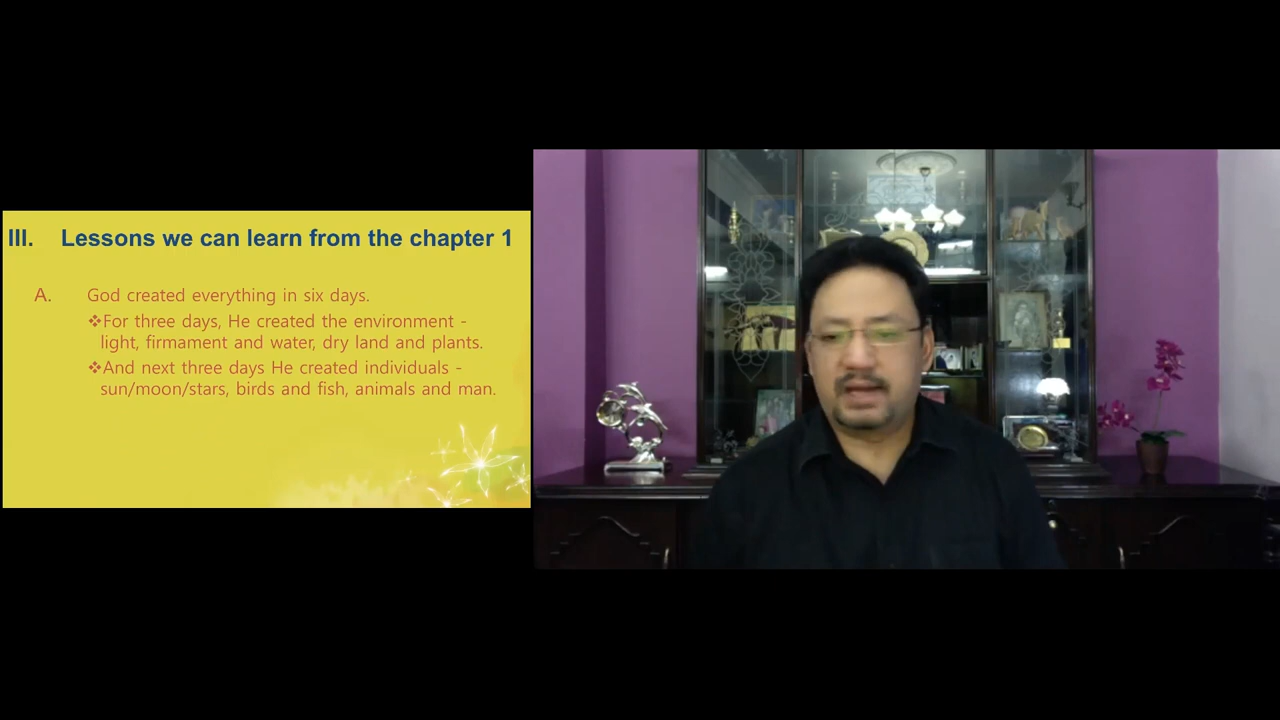 III. Lessons we can learn from the chapter 1
A. God created everything in six days.
❖For three days, He created the environment -
light, firmament and water, dry land and plants.
❖And next three days He created individuals -
sun/moon/stars, birds and fish, animals and man.